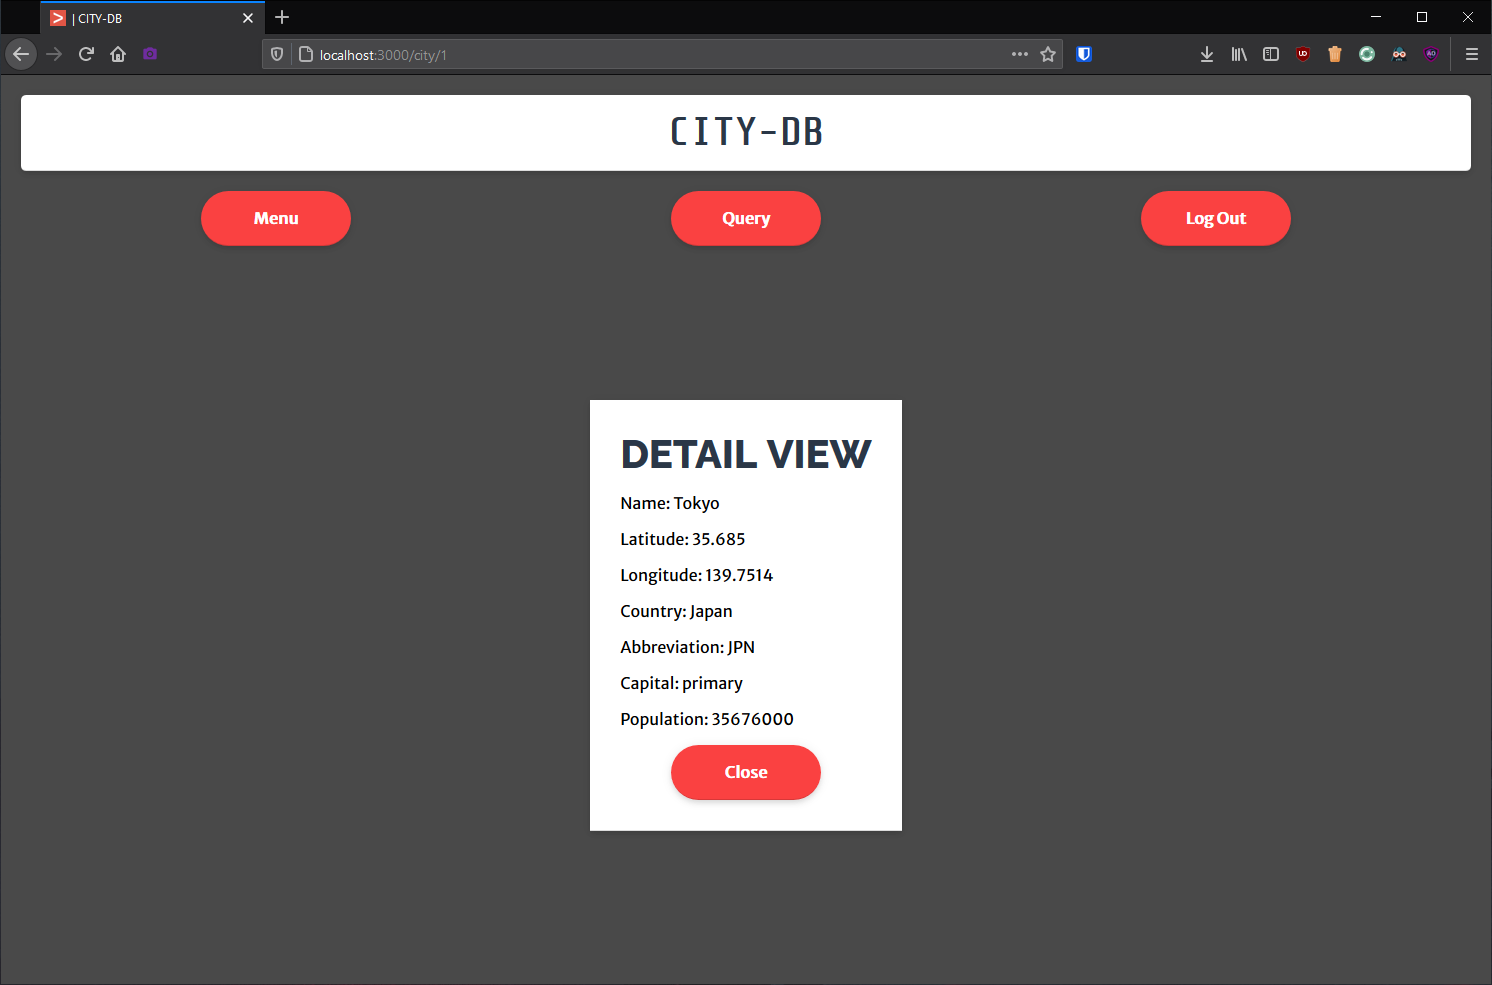 | CITY-DB
localhost:3000/city/1
CITY-DB
Menu
Query
Log Out
DETAIL VIEW
Name: Tokyo
Latitude: 35.685
Longitude: 139.7514
Country: Japan
Abbreviation: JPN
Capital: primary
Population: 35676000
Close